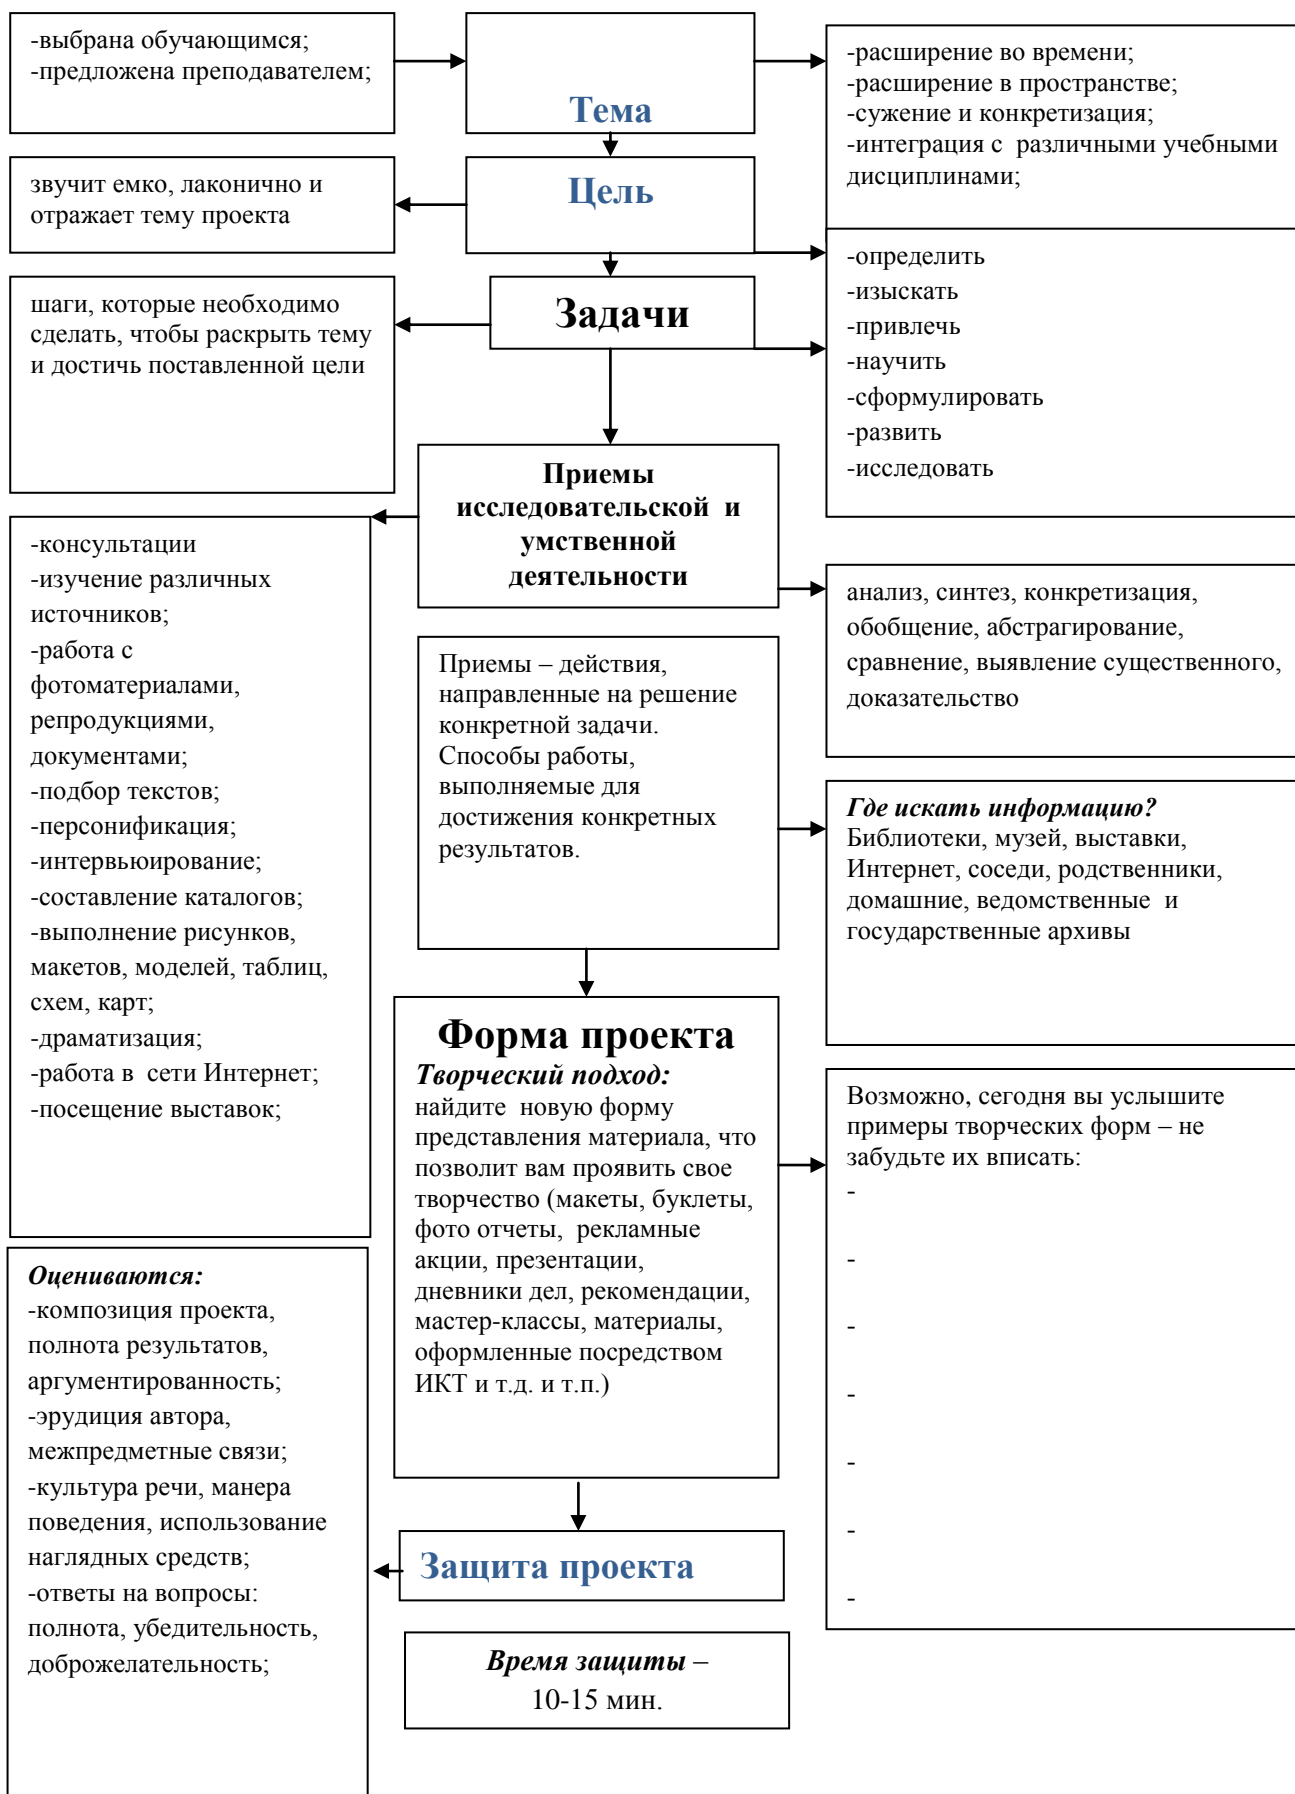 -выбрана обучающимся;
-предложена преподавателем;
Тема
-расширение во времени;
-расширение в пространстве;
-сужение и конкретизация;
-интеграция с  различными учебными
дисциплинами;
звучит емко, лаконично и
отражает тему проекта
Цель
-определить
-изыскать
-привлечь
-научить
-сформулировать
-развить
-исследовать
шаги, которые необходимо
сделать, чтобы раскрыть тему
и достичь поставленной цели
Задачи
Приемы
исследовательской  и
умственной
деятельности
-консультации
-изучение различных
источников;
-работа с
фотоматериалами,
репродукциями,
документами;
-подбор текстов;
-персонификация;
-интервьюирование;
-составление каталогов;
-выполнение рисунков,
макетов, моделей, таблиц,
схем, карт;
-драматизация;
-работа в  сети Интернет;
-посещение выставок;
анализ, синтез, конкретизация,
обобщение, абстрагирование,
сравнение, выявление существенного,
доказательство
Приемы – действия,
направленные на решение
конкретной задачи.
Способы работы,
выполняемые для
достижения конкретных
результатов.
Где искать информацию?
Библиотеки, музей, выставки,
Интернет, соседи, родственники,
домашние, ведомственные  и
государственные архивы
Форма проекта
Творческий подход:
найдите  новую форму
представления материала, что
позволит вам проявить свое
творчество (макеты, буклеты,
фото отчеты,  рекламные
акции, презентации,
дневники дел, рекомендации,
мастер-классы, материалы,
оформленные посредством
ИКТ и т.д. и т.п.)
Возможно, сегодня вы услышите
примеры творческих форм – не
забудьте их вписать:
-
-
-
-
-
-
-
Оцениваются:
-композиция проекта,
полнота результатов,
аргументированность;
-эрудиция автора,
межпредметные связи;
-культура речи, манера
поведения, использование
наглядных средств;
-ответы на вопросы:
полнота, убедительность,
доброжелательность;
Защита проекта
Время защиты –
10-15 мин.